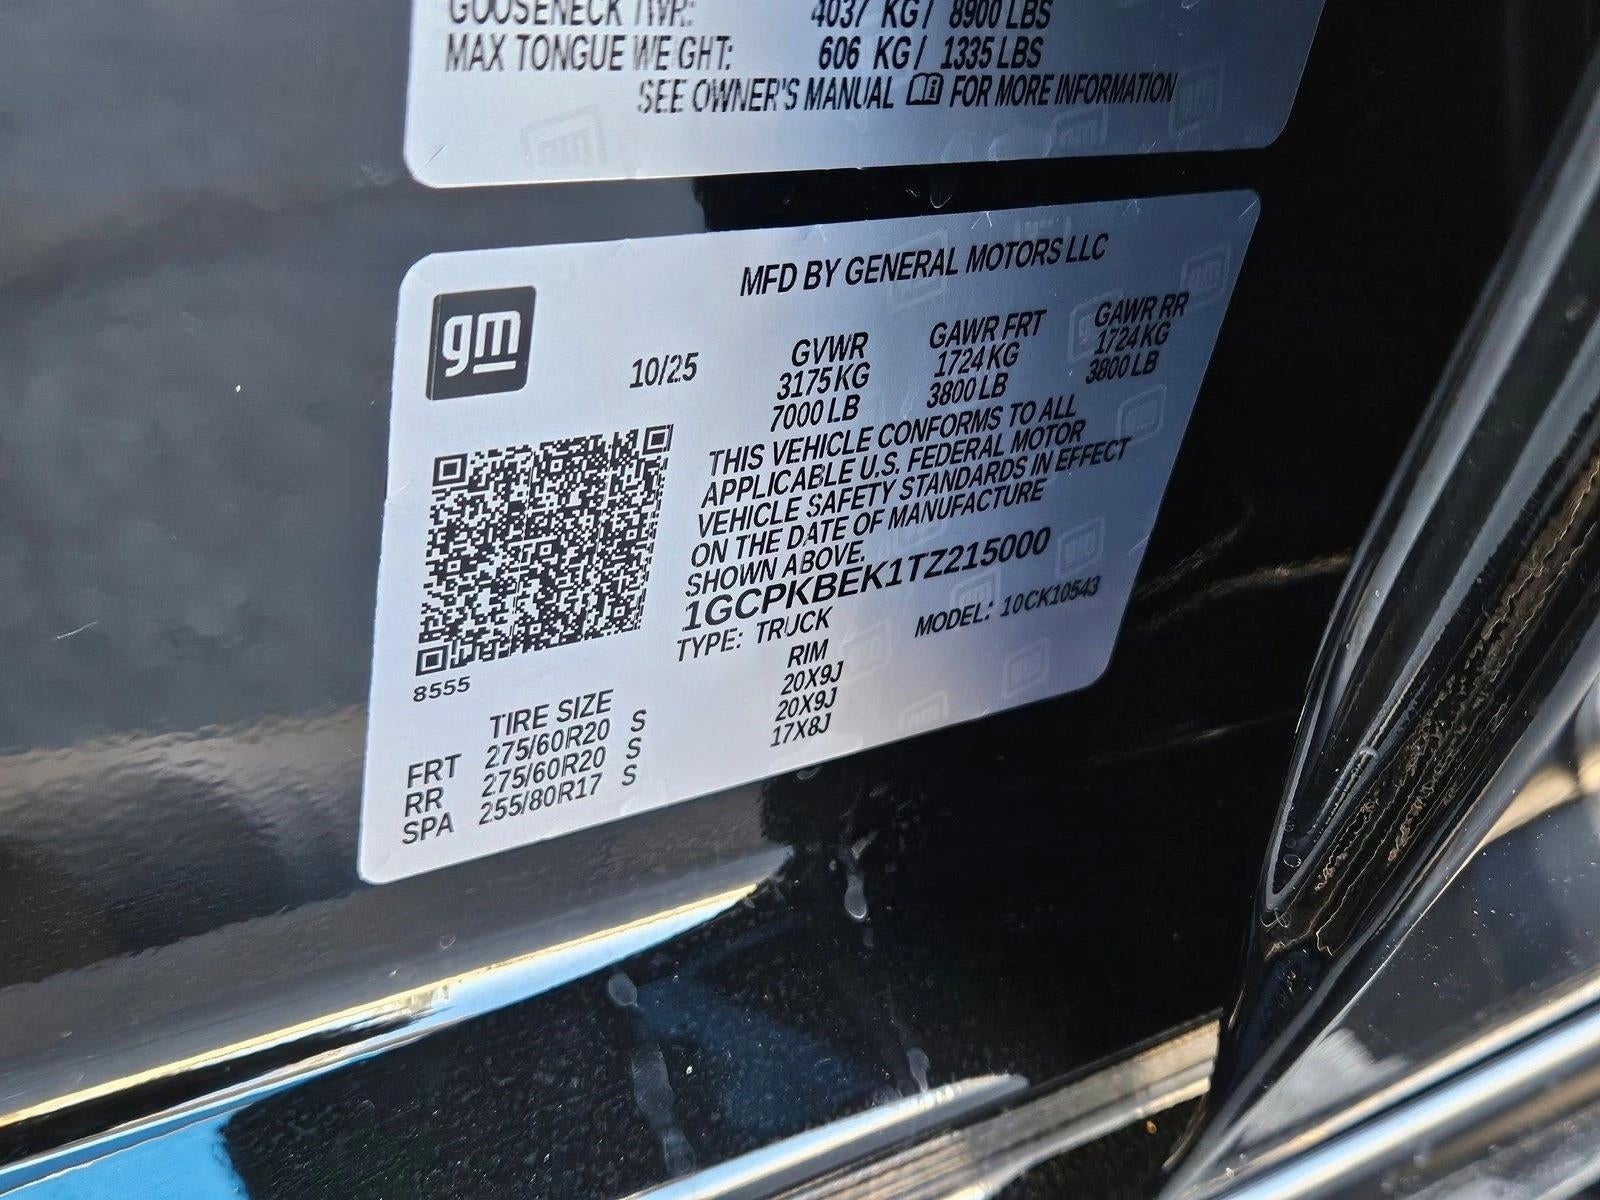 GOOSENECK TWR: 4037 KG / 8900 LBS
MAX TONGUE WEIGHT: 606 KG / 1335 LBS
SEE OWNER'S MANUAL FOR MORE INFORMATION
gm
MFD BY GENERAL MOTORS LLC
10/25
GVWR GAWR FRT GAWR RR
3175 KG 1724 KG 1724 KG
7000 LB 3800 LB 3800 LB
THIS VEHICLE CONFORMS TO ALL
APPLICABLE U.S. FEDERAL MOTOR
VEHICLE SAFETY STANDARDS IN EFFECT
ON THE DATE OF MANUFACTURE
SHOWN ABOVE.
1GCPKBEK1TZ215000
TYPE: TRUCK MODEL: 10CK10543
8555
TIRE SIZE RIM
FRT 275/60R20 S 20X9J
RR 275/60R20 S 20X9J
SPA 255/80R17 S 17X8J